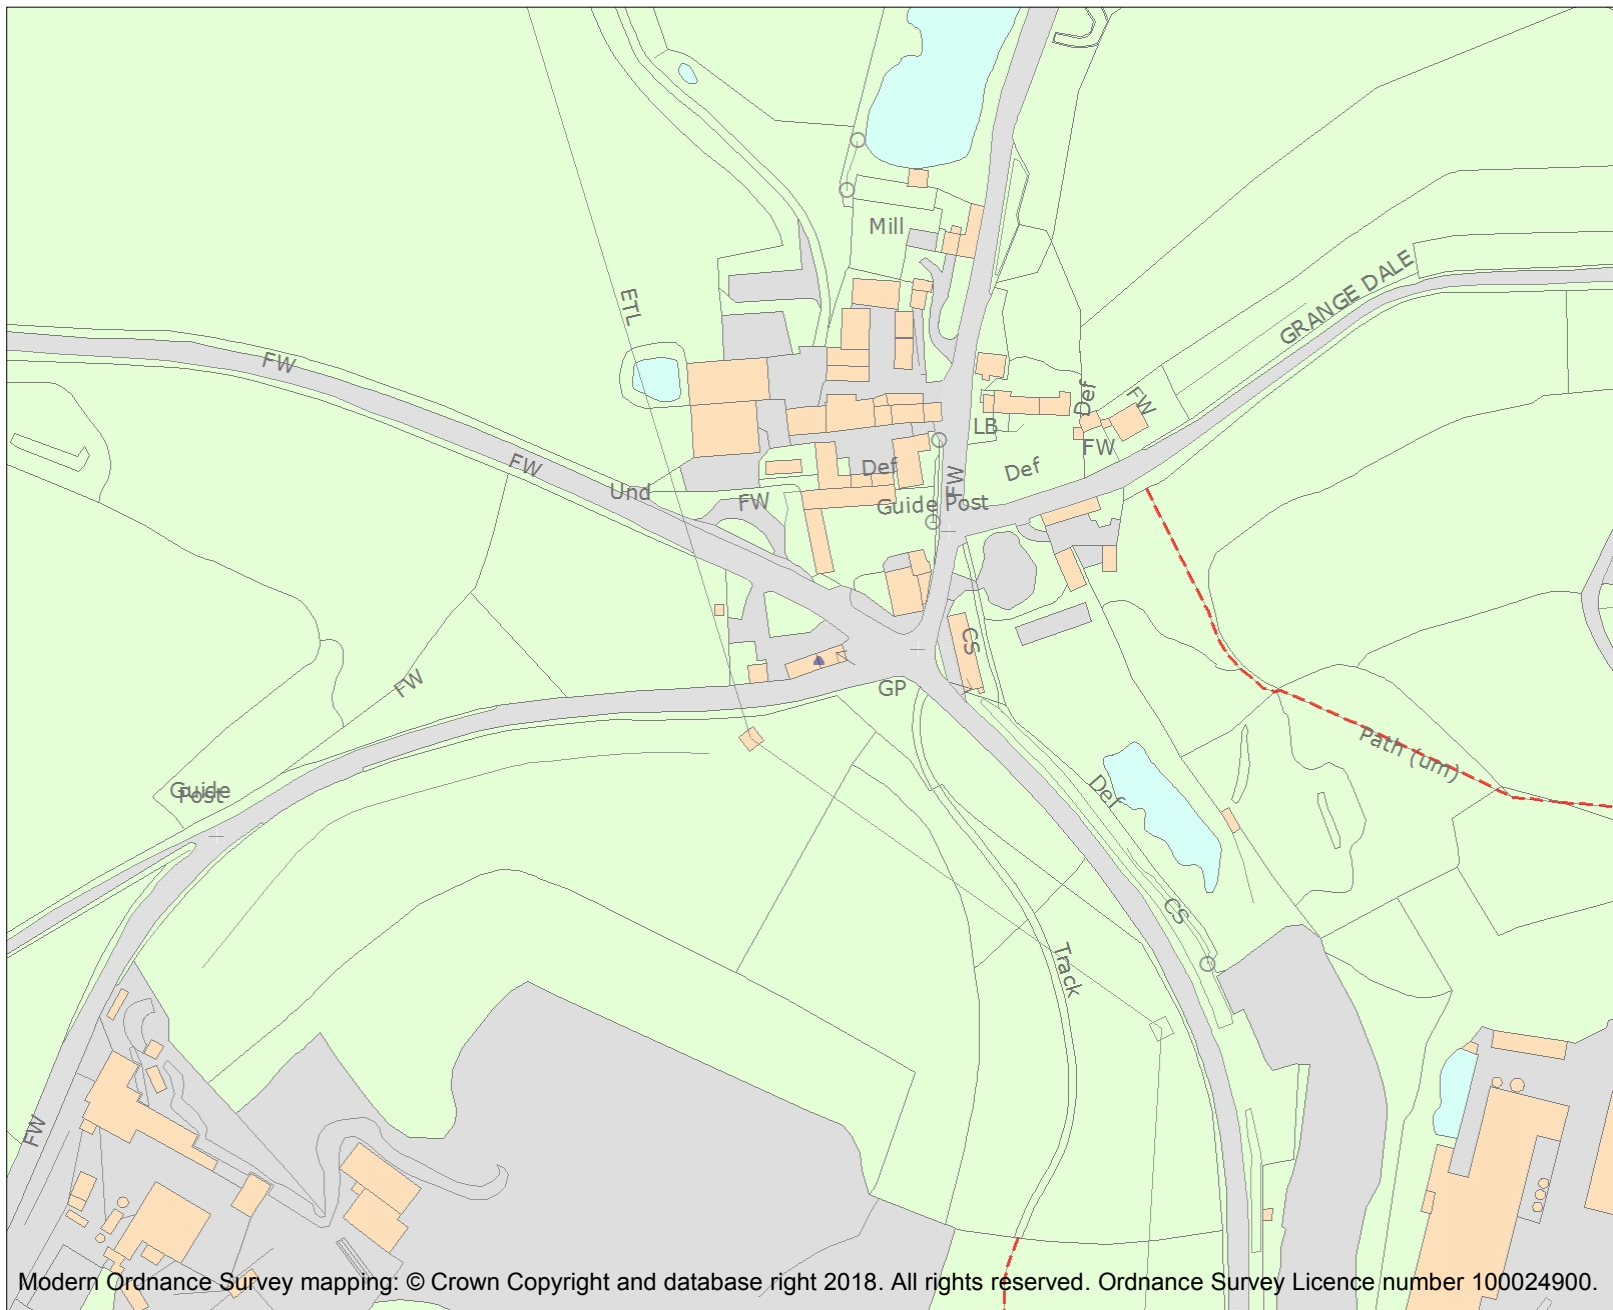 Mill
GRANGE DALE
ETL
FW
Def
FW
LB
FW
FW
Def
Def
FW
Und
FW
Guide Post
CS
FW
GP
Path (um)
Guide
Post
Def
CS
Track
FW
Modern Ordnance Survey mapping: © Crown Copyright and database right 2018. All rights reserved. Ordnance Survey Licence number 100024900.